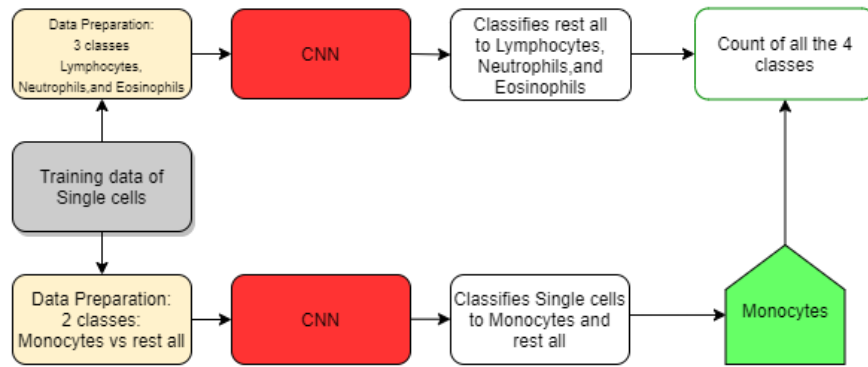 Data Preparation:
3 classes
Lymphocytes,
Neutrophils,and Eosinophils
CNN
Classifies rest all
to Lymphocytes,
Neutrophils,and
Eosinophils
Count of all the 4
classes
Training data of
Single cells
Data Preparation:
2 classes:
Monocytes vs rest all
CNN
Classifies Single cells
to Monocytes and
rest all
Monocytes